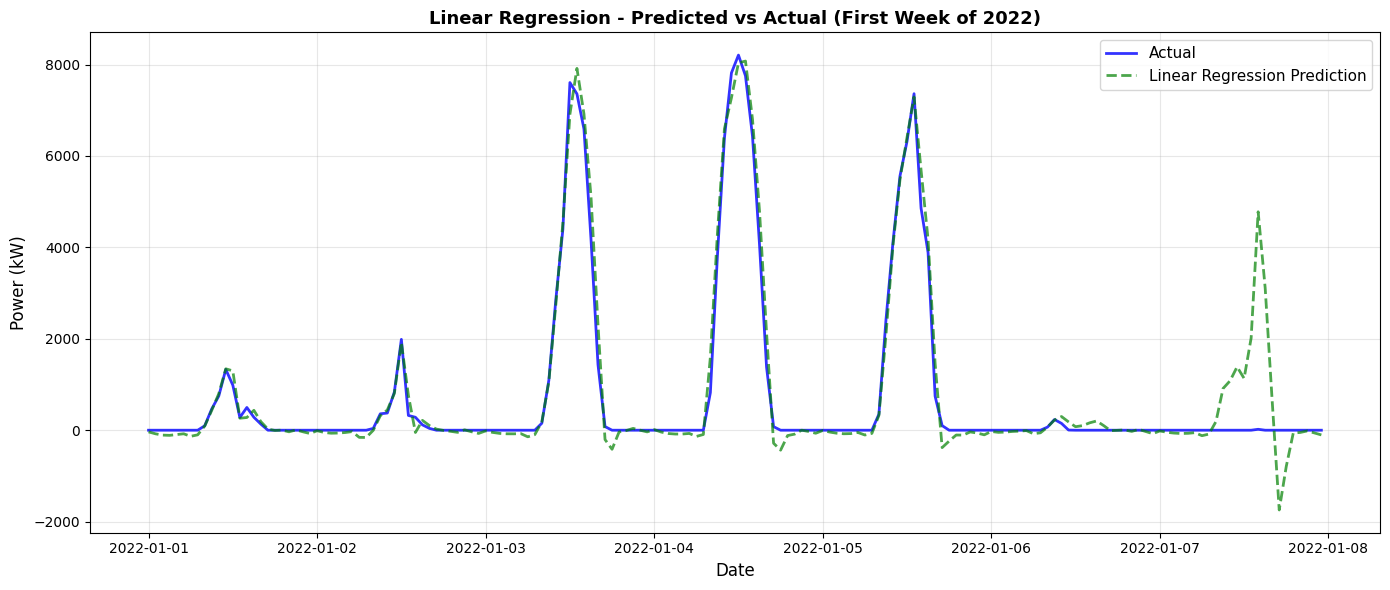 Linear Regression - Predicted vs Actual (First Week of 2022)
Actual
Linear Regression Prediction
Power (kW)
8000
6000
4000
2000
0
−2000
2022-01-01 2022-01-02 2022-01-03 2022-01-04 2022-01-05 2022-01-06 2022-01-07 2022-01-08
Date